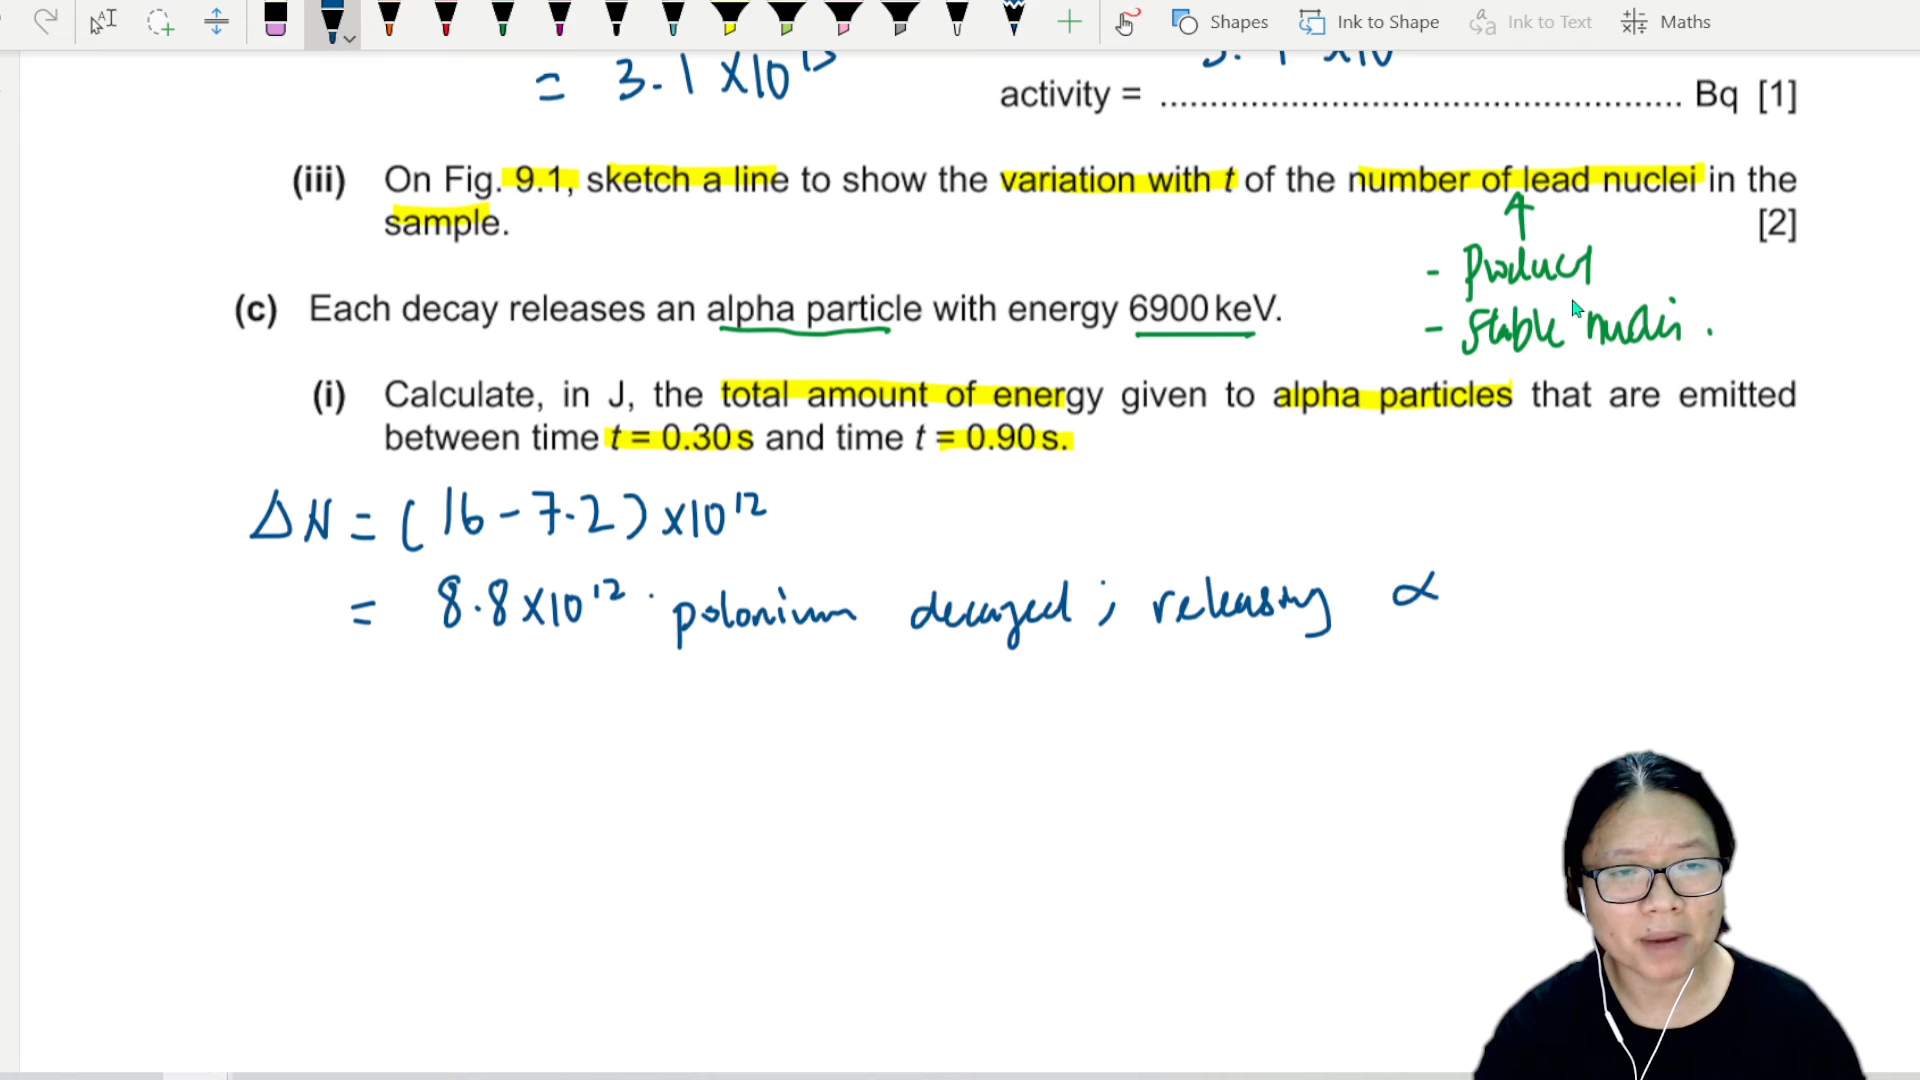 Shapes Ink to Shape Ink to Text Maths
= 3.1 X10
activity = .................................................... Bq [1]
(iii) On Fig. 9.1, sketch a line to show the variation with t of the number of lead nuclei in the
sample. [2]
- Product
(c) Each decay releases an alpha particle with energy 6900 keV.
- Stable nuclei.
(i) Calculate, in J, the total amount of energy given to alpha particles that are emitted
between time t = 0.30 s and time t = 0.90 s.
ΔN = (16 - 7.2) X10¹²
= 8.8 X10¹² · polonium decayed; releasing α